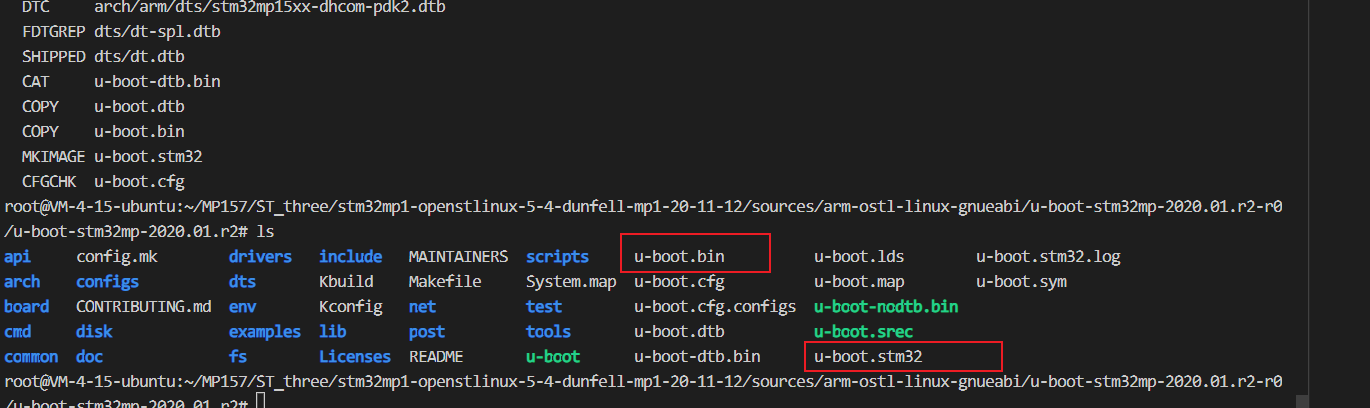 DTC     arch/arm/dts/stm32mp15xx-dhcom-pdk2.dtb
FDTGREP dts/dt-spl.dtb
SHIPPED dts/dt.dtb
CAT     u-boot-dtb.bin
COPY    u-boot.dtb
COPY    u-boot.bin
MKIMAGE u-boot.stm32
CFGCHK  u-boot.cfg
root@VM-4-15-ubuntu:~/MP157/ST_three/stm32mp1-openstlinux-5-4-dunfell-mp1-20-11-12/sources/arm-ostl-linux-gnueabi/u-boot-stm32mp-2020.01.r2-r0
/u-boot-stm32mp-2020.01.r2# ls
api     config.mk        drivers   include   MAINTAINERS  scripts     u-boot.bin          u-boot.lds        u-boot.stm32.log
arch    configs          dts       Kbuild    Makefile     System.map  u-boot.cfg          u-boot.map        u-boot.sym
board   CONTRIBUTING.md  env       Kconfig   net          test        u-boot.cfg.configs  u-boot-nodtb.bin
cmd     disk             examples  lib       post         tools       u-boot.dtb          u-boot.srec
common  doc              fs        Licenses  README       u-boot      u-boot-dtb.bin      u-boot.stm32
root@VM-4-15-ubuntu:~/MP157/ST_three/stm32mp1-openstlinux-5-4-dunfell-mp1-20-11-12/sources/arm-ostl-linux-gnueabi/u-boot-stm32mp-2020.01.r2-r0
/u-boot-stm32mp-2020.01.r2#